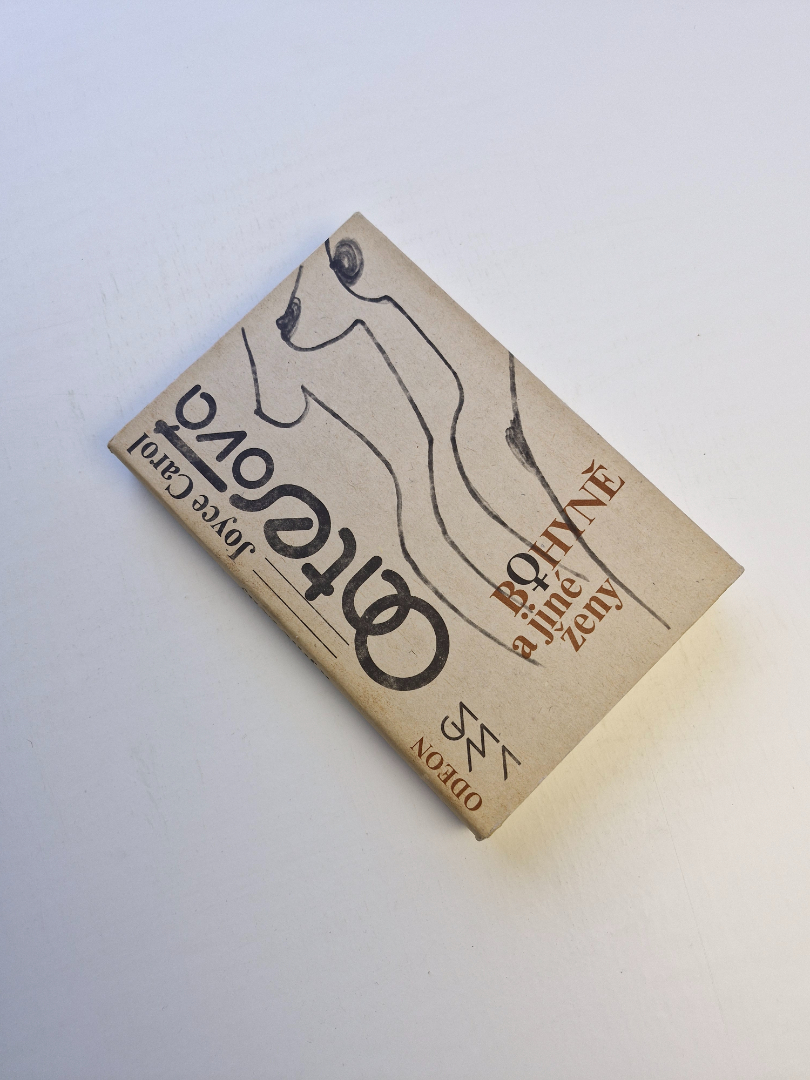 Joyce Carol
Oatesová
BOHYNĚ
a jiné
ženy
ODEON